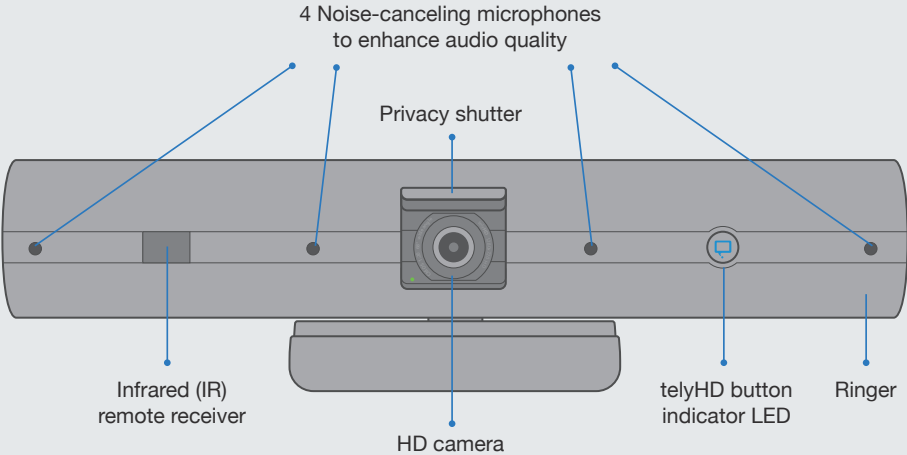 4 Noise-canceling microphones
to enhance audio quality
Privacy shutter
Infrared (IR)
remote receiver
HD camera
telyHD button
indicator LED
Ringer